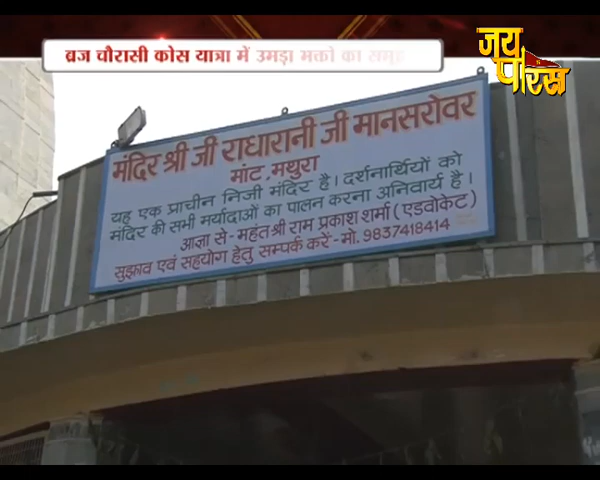 ब्रज चौरासी कोस यात्रा में उमड़ा भक्तो का
जय पारस
मंदिर श्री जी राधारानी जी मानसरोवर
मांट, मथुरा
यह एक प्राचीन निजी मंदिर है। दर्शनार्थियों को
मंदिर की सभी मर्यादाओं का पालन करना अनिवार्य है।
आज्ञा से - महंत श्री राम प्रकाश शर्मा (एडवोकेट)
सुझाव एवं सहयोग हेतु सम्पर्क करें - मो. 9837418414